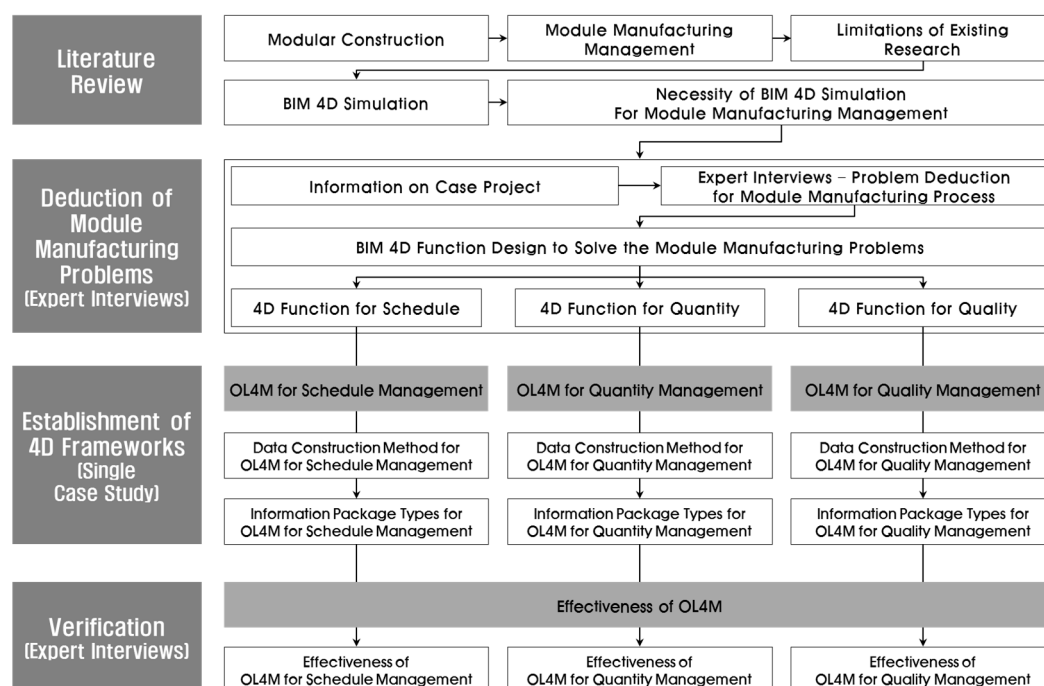 Literature
Review
Modular Construction
Module Manufacturing
Management
Limitations of Existing
Research
BIM 4D Simulation
Necessity of BIM 4D Simulation
For Module Manufacturing Management
Deduction of
Module
Manufacturing
Problems
(Expert Interviews)
Information on Case Project
Expert Interviews – Problem Deduction
for Module Manufacturing Process
BIM 4D Function Design to Solve the Module Manufacturing Problems
4D Function for Schedule
4D Function for Quantity
4D Function for Quality
Establishment of
4D Frameworks
(Single
Case Study)
OL4M for Schedule Management
OL4M for Quantity Management
OL4M for Quality Management
Data Construction Method for
OL4M for Schedule Management
Data Construction Method for
OL4M for Quantity Management
Data Construction Method for
OL4M for Quality Management
Information Package Types for
OL4M for Schedule Management
Information Package Types for
OL4M for Quantity Management
Information Package Types for
OL4M for Quality Management
Verification
(Expert Interviews)
Effectiveness of OL4M
Effectiveness of
OL4M for Schedule Management
Effectiveness of
OL4M for Quantity Management
Effectiveness of
OL4M for Quality Management